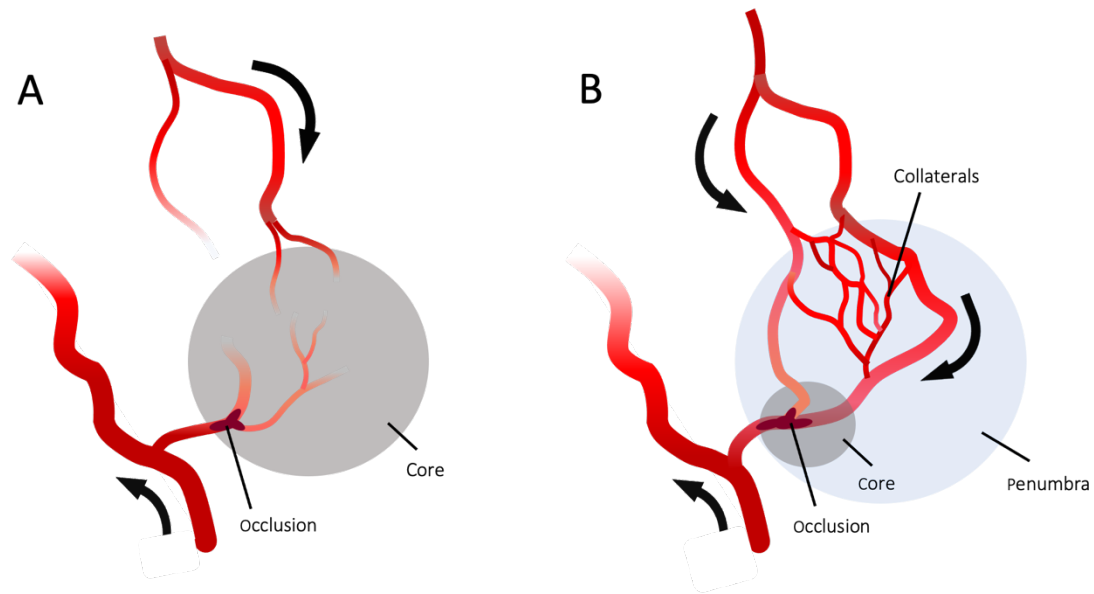 A
B
Collaterals
Core
Occlusion
Core
Penumbra
Occlusion